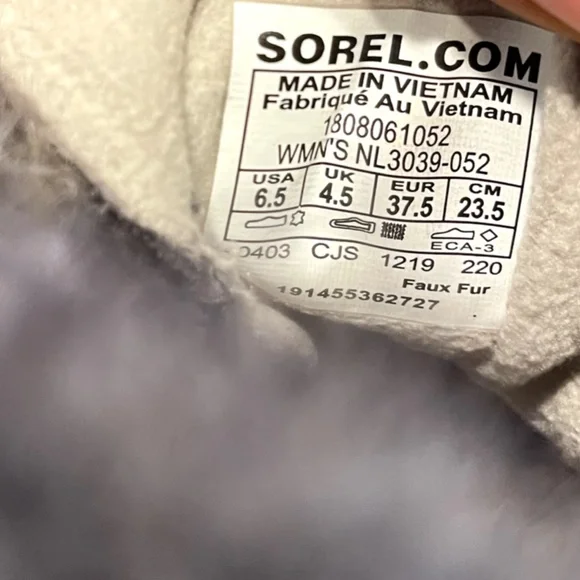 SOREL.COM
MADE IN VIETNAM
Fabriqué Au Vietnam
1808061052
WMN'S NL3039-052
USA UK EUR CM
6.5 4.5 37.5 23.5
ECA-3
0403 CJS 1219 220
Faux Fur
191455362727